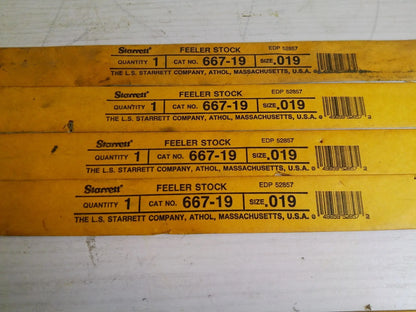 Starrett FEELER STOCK EDP 52857
QUANTITY 1 CAT NO. 667-19 SIZE .019
THE L.S. STARRETT COMPANY, ATHOL, MASSACHUSETTS, U.S.A.
Starrett FEELER STOCK EDP 52857
QUANTITY 1 CAT NO. 667-19 SIZE .019
THE L.S. STARRETT COMPANY, ATHOL, MASSACHUSETTS, U.S.A.
Starrett FEELER STOCK EDP 52857
QUANTITY 1 CAT NO. 667-19 SIZE .019
THE L.S. STARRETT COMPANY, ATHOL, MASSACHUSETTS, U.S.A.
Starrett FEELER STOCK EDP 52857
QUANTITY 1 CAT NO. 667-19 SIZE .019
THE L.S. STARRETT COMPANY, ATHOL, MASSACHUSETTS, U.S.A.